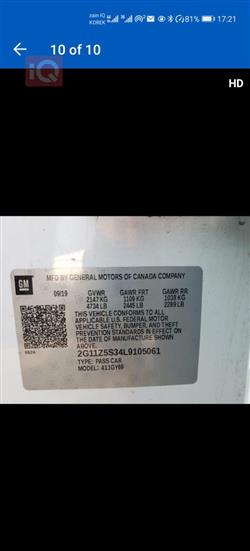 zain IQ
KOREK
81% 17:21
10 of 10
iQ
HD
MFD BY GENERAL MOTORS OF CANADA COMPANY
GM
09/19 GVWR GAWR FRT GAWR RR
2147 KG 1109 KG 1038 KG
4734 LB 2445 LB 2289 LB
THIS VEHICLE CONFORMS TO ALL
APPLICABLE U.S. FEDERAL MOTOR
VEHICLE SAFETY, BUMPER, AND THEFT
PREVENTION STANDARDS IN EFFECT ON
THE DATE OF MANUFACTURE SHOWN
ABOVE.
2G11Z5S34L9105061
TYPE: PASS CAR
MODEL: 411GY69